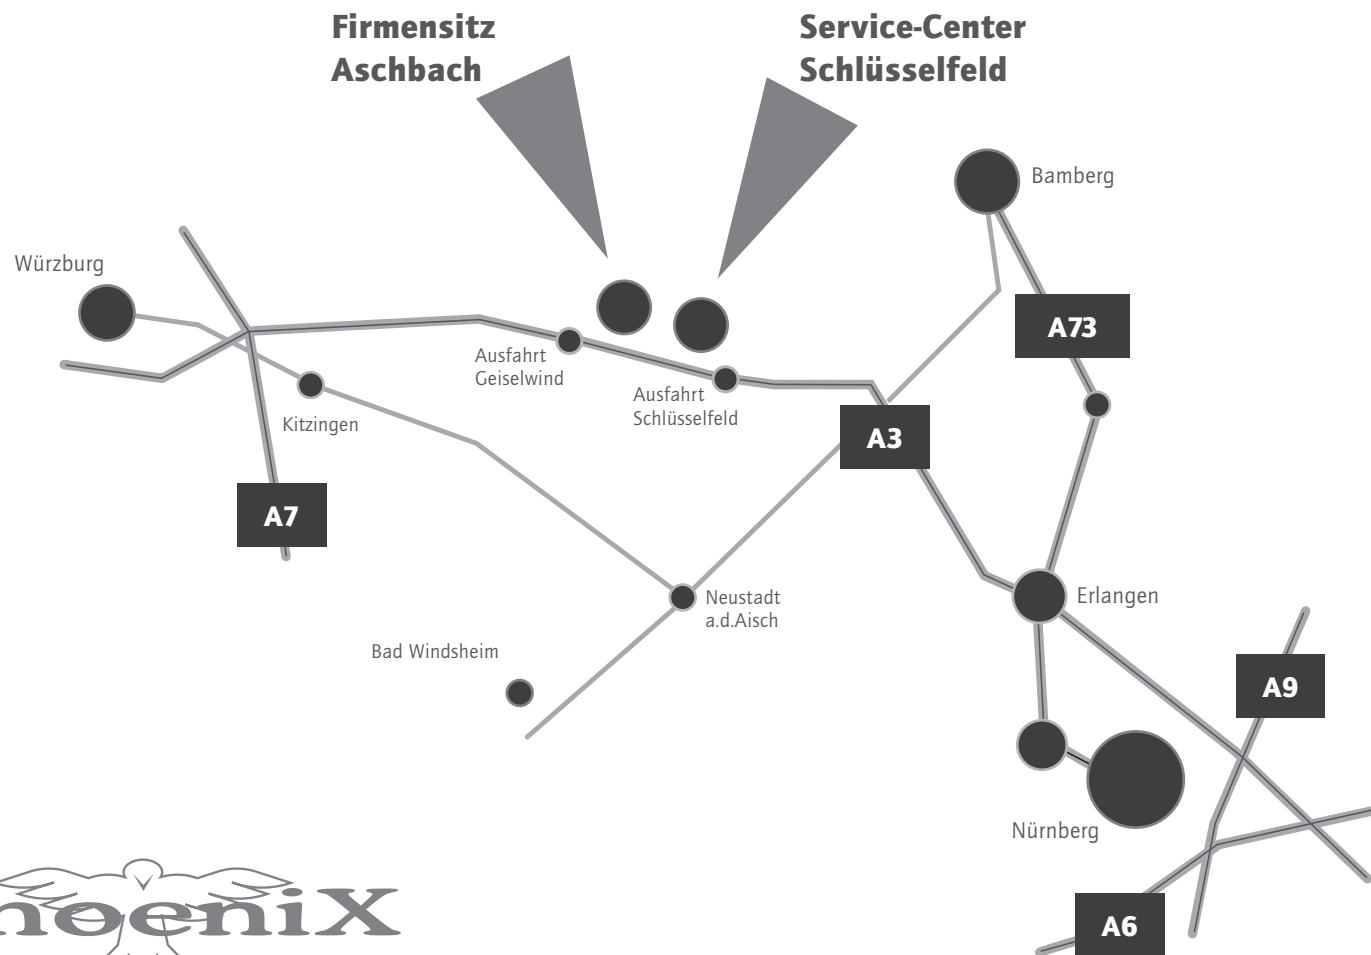 Firmensitz
Aschbach
Service-Center
Schlüsselfeld
Bamberg
Würzburg
A73
Ausfahrt
Geiselwind
Ausfahrt
Schlüsselfeld
Kitzingen
A3
A7
Neustadt
a.d.Aisch
Erlangen
Bad Windsheim
A9
Nürnberg
hoeniX
A6